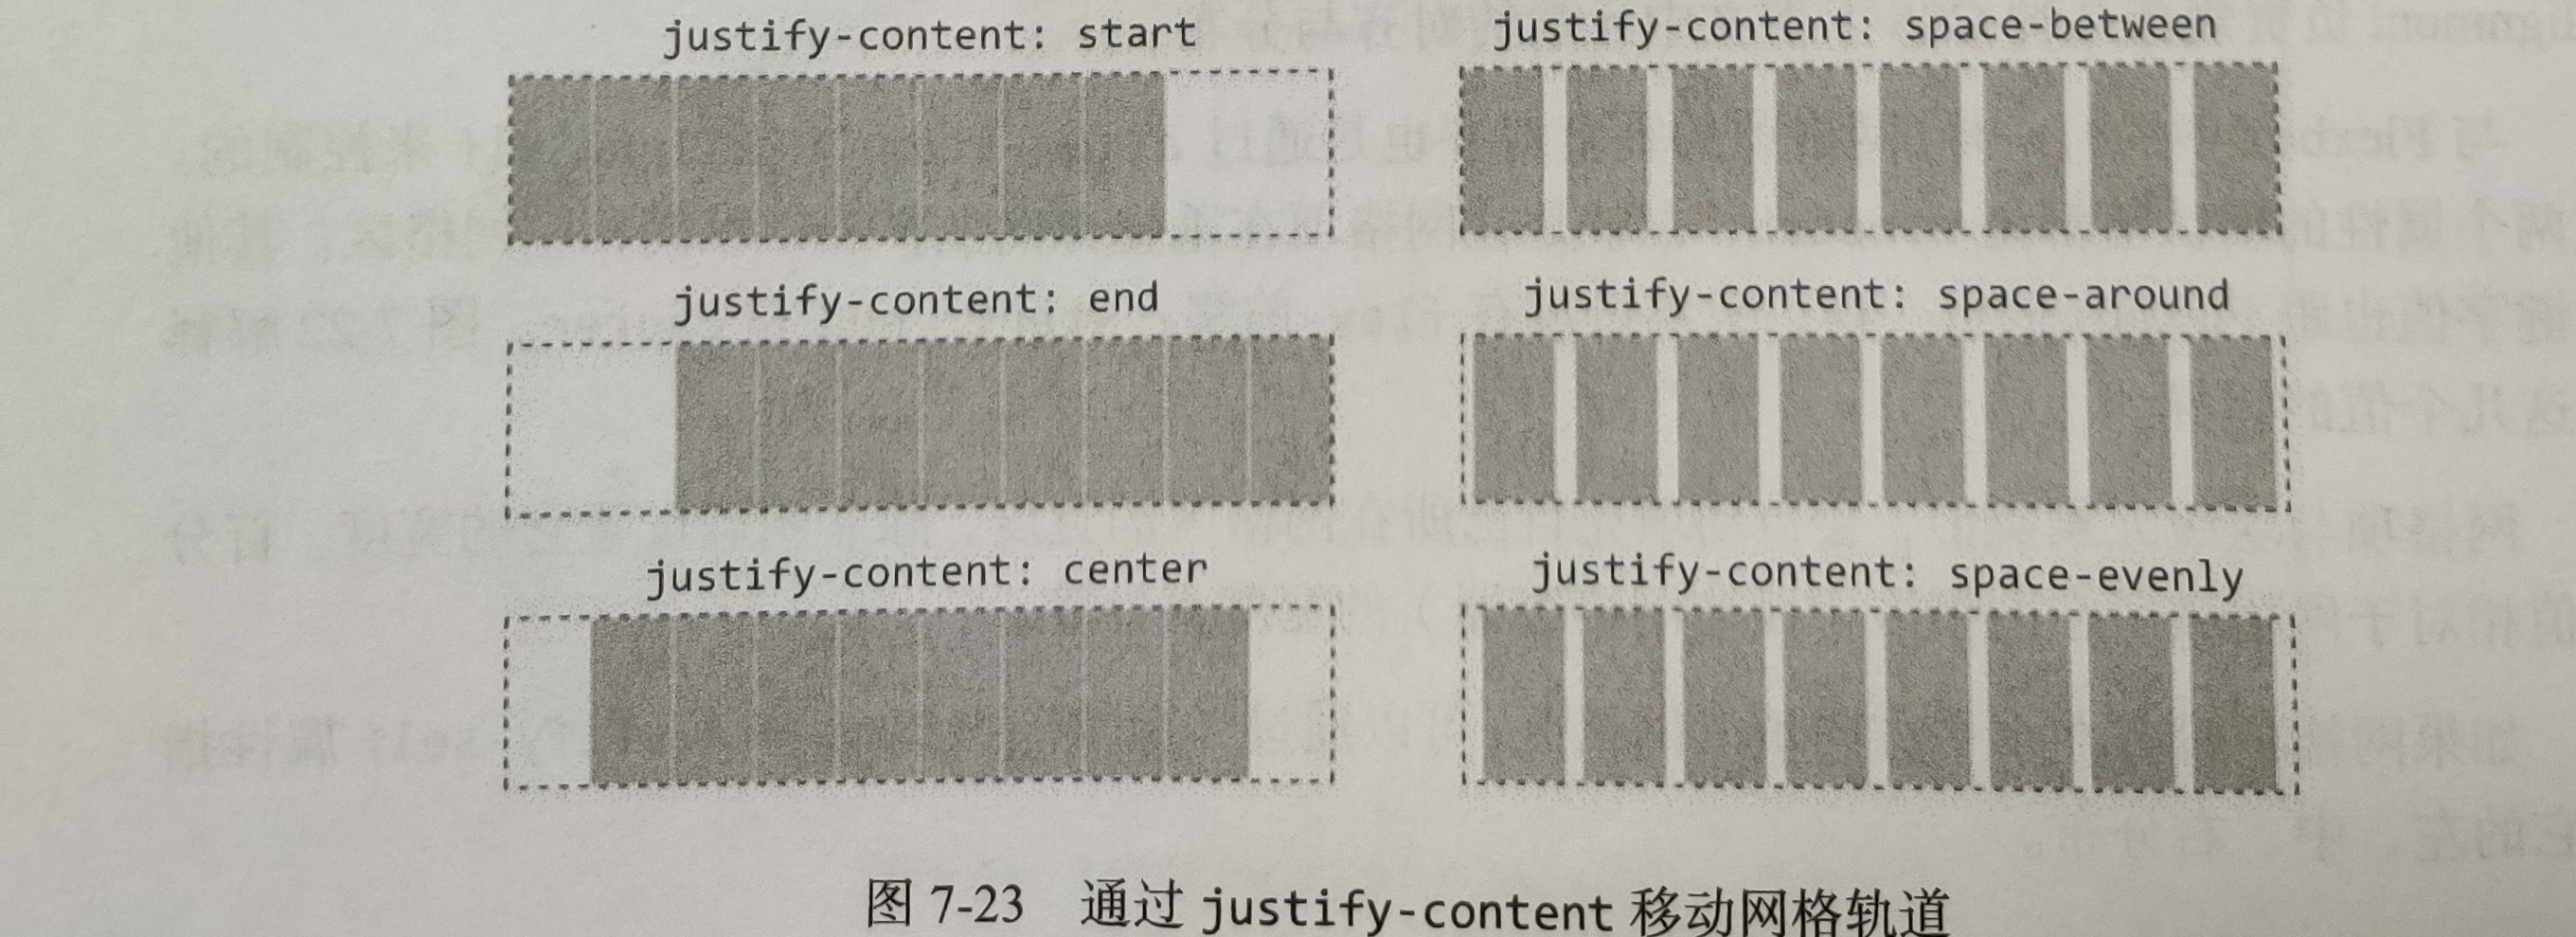 justify-content: start
justify-content: space-between
justify-content: end
justify-content: space-around
justify-content: center
justify-content: space-evenly
图 7-23 通过 justify-content 移动网格轨道